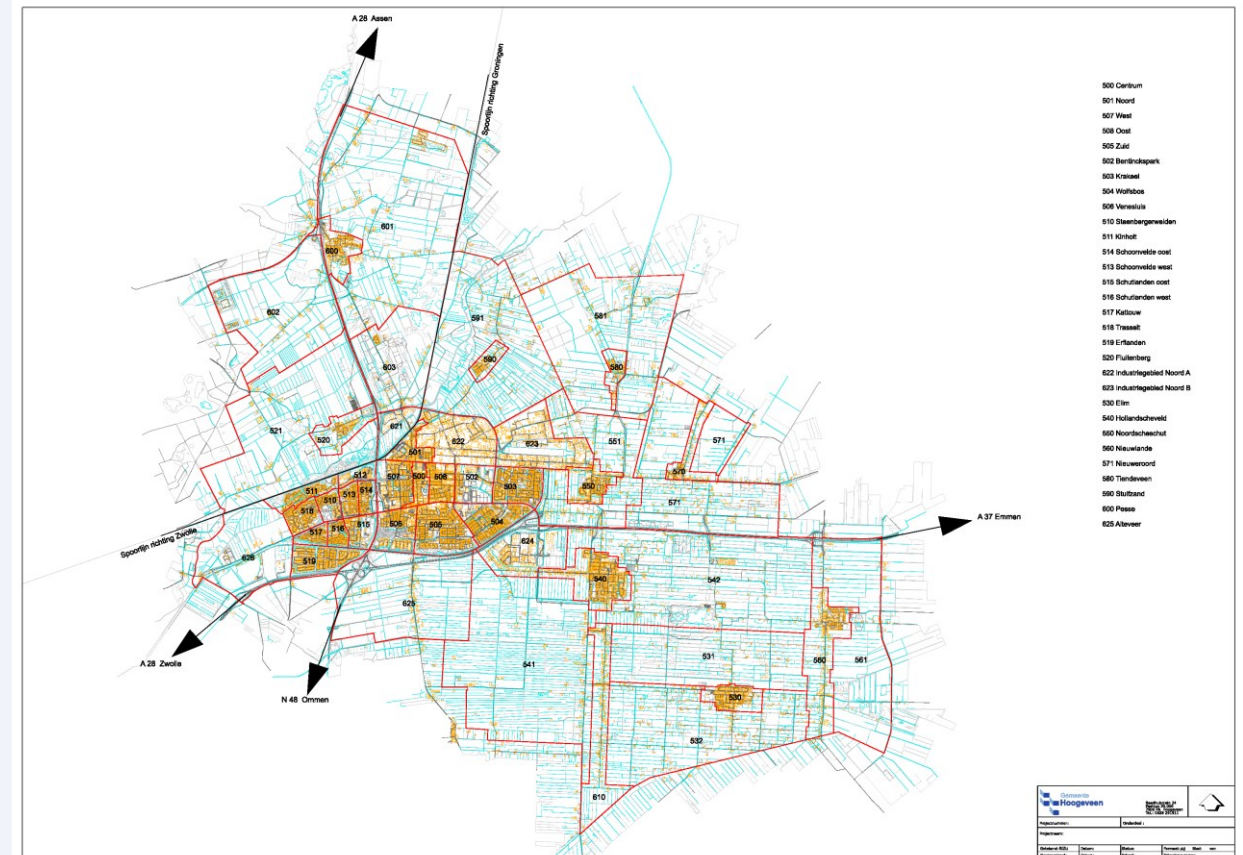 A 28 Assen
Spoorlijn richting Groningen
500 Centrum
501 Noord
507 West
508 Oost
505 Zuid
502 Bentinckspark
503 Krakeel
504 Wolfsbos
506 Venesluis
510 Steenbergerweiden
511 Kinholt
514 Schoonvelde oost
513 Schoonvelde west
515 Schutlanden oost
516 Schutlanden west
517 Kattouw
518 Trasselt
519 Erflanden
520 Fluitenberg
622 Industriegebied Noord A
623 Industriegebied Noord B
530 Elim
540 Hollandscheveld
550 Noordscheschut
560 Nieuwlande
571 Nieuweroord
580 Tiendeveen
590 Stuifzand
600 Pesse
625 Alteveer
601
600
602
591
581
603
590
580
621
622
623
521
520
501
551
571
570
512
507
500
508
502
503
550
511
510
513
514
571
518
504
517
516
515
506
505
A 37 Emmen
Spoorlijn richting Zwolle
519
624
626
540
542
625
A 28 Zwolle
541
531
560
561
N 48 Ommen
530
532
610
Gemeente
Hoogeveen
Projectnummer:
Onderdeel :
Projectnaam: